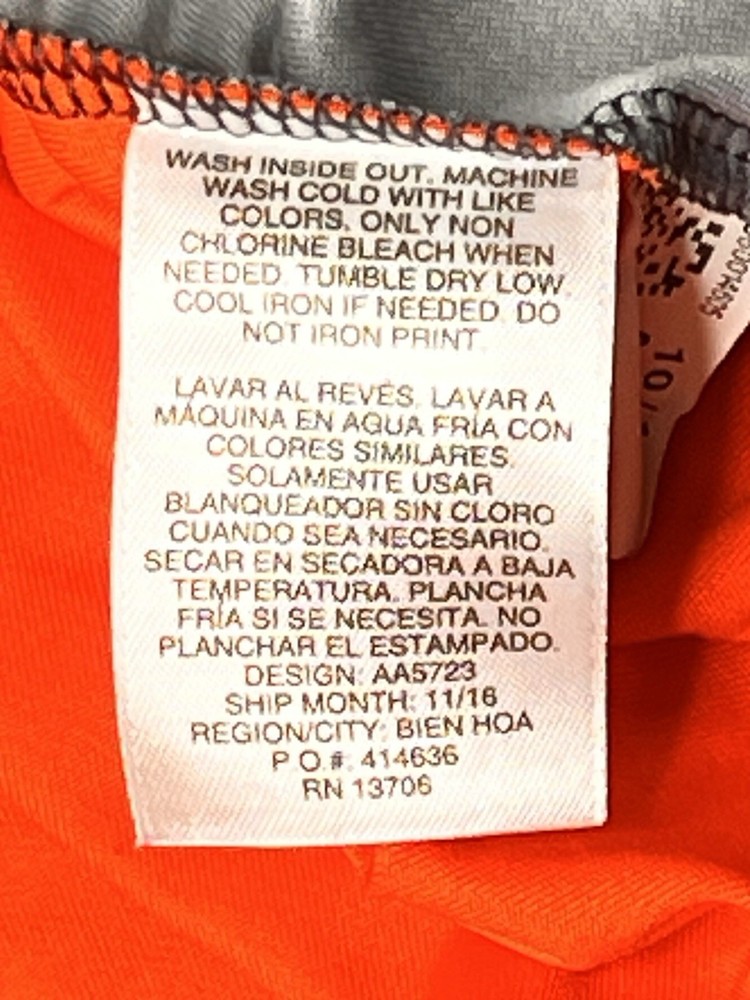 WASH INSIDE OUT. MACHINE
WASH COLD WITH LIKE
COLORS. ONLY NON
CHLORINE BLEACH WHEN
NEEDED. TUMBLE DRY LOW.
COOL IRON IF NEEDED. DO
NOT IRON PRINT.
LAVAR AL REVÉS. LAVAR A
MÁQUINA EN AGUA FRÍA CON
COLORES SIMILARES.
SOLAMENTE USAR
BLANQUEADOR SIN CLORO
CUANDO SEA NECESARIO.
SECAR EN SECADORA A BAJA
TEMPERATURA. PLANCHA
FRÍA SI SE NECESITA. NO
PLANCHAR EL ESTAMPADO.
DESIGN: AA5723
SHIP MONTH: 11/16
REGION/CITY: BIEN HOA
P.O.#: 414636
RN 13706
10/